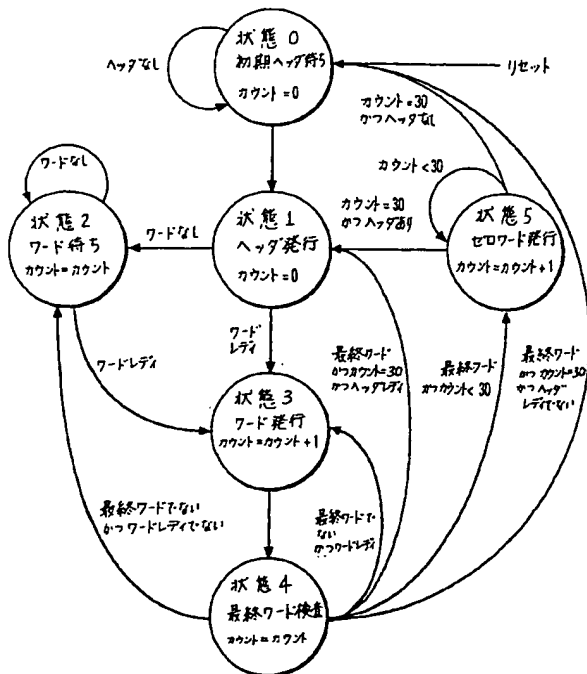 状態0
初期ヘッダ待ち
カウント=0
ヘッダなし
リセット
カウント=30
かつヘッダなし
カウント<30
ワードなし
状態2
ワード待ち
カウント=カウント
ワードなし
状態1
ヘッダ発行
カウント=0
カウント=30
かつヘッダあり
状態5
ゼロワード発行
カウント=カウント+1
ワード
レディ
ワードレディ
状態3
ワード発行
カウント=カウント+1
最終ワード
かつカウント=30
かつヘッダレディ
最終ワード
かつカウント<30
最終ワード
かつカウント=30
かつヘッダ
レディでない
最終ワードでない
かつワードレディでない
最終ワードで
ない
かつワードレディ
状態4
最終ワード検査
カウント=カウント